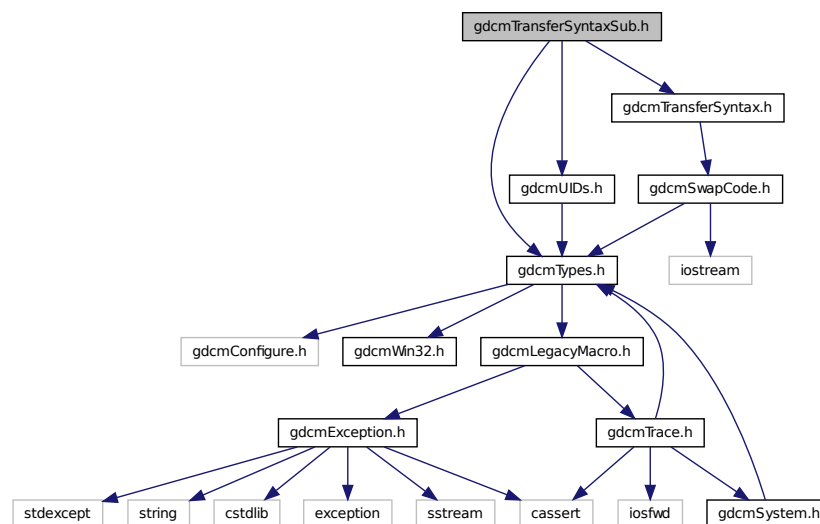 gdcmTransferSyntaxSub.h
gdcmTransferSyntax.h
gdcmUIDs.h
gdcmSwapCode.h
gdcmTypes.h
iostream
gdcmConfigure.h
gdcmWin32.h
gdcmLegacyMacro.h
gdcmException.h
gdcmTrace.h
stdexcept
string
cstdlib
exception
sstream
cassert
iosfwd
gdcmSystem.h